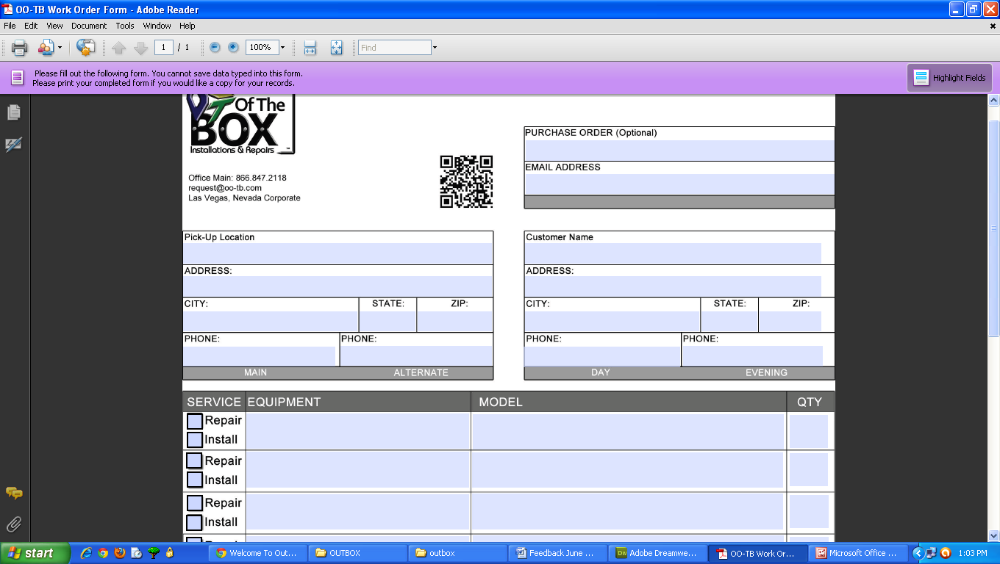 OO-TB Work Order Form - Adobe Reader
File Edit View Document Tools Window Help
1 / 1 100% Find
Please fill out the following form. You cannot save data typed into this form.
Please print your completed form if you would like a copy for your records.
Highlight Fields
Of The
BOX
Installations & Repairs
Office Main: 866.847.2118
request@oo-tb.com
Las Vegas, Nevada Corporate
PURCHASE ORDER (Optional)
EMAIL ADDRESS
Pick-Up Location
ADDRESS:
CITY: STATE: ZIP:
PHONE: PHONE:
MAIN ALTERNATE
Customer Name
ADDRESS:
CITY: STATE: ZIP:
PHONE: PHONE:
DAY EVENING
SERVICE EQUIPMENT MODEL QTY
Repair
Install
Repair
Install
Repair
Install
start Welcome To Out... OUTBOX outbox Feedback June ... Adobe Dreamwe... OO-TB Work Or... Microsoft Office ... 1:03 PM